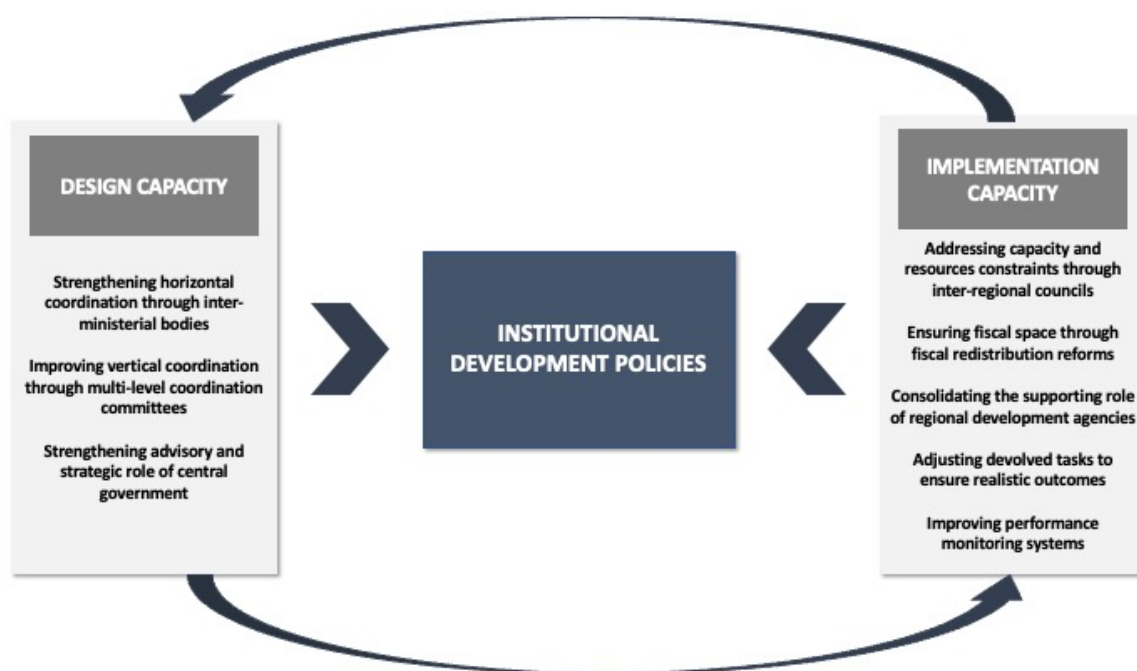 DESIGN CAPACITY
Strengthening horizontal
coordination through inter-
ministerial bodies
Improving vertical coordination
through multi-level coordination
committees
Strengthening advisory and
strategic role of central
government
INSTITUTIONAL
DEVELOPMENT POLICIES
IMPLEMENTATION
CAPACITY
Addressing capacity and
resources constraints through
inter-regional councils
Ensuring fiscal space through
fiscal redistribution reforms
Consolidating the supporting role
of regional development agencies
Adjusting devolved tasks to
ensure realistic outcomes
Improving performance
monitoring systems